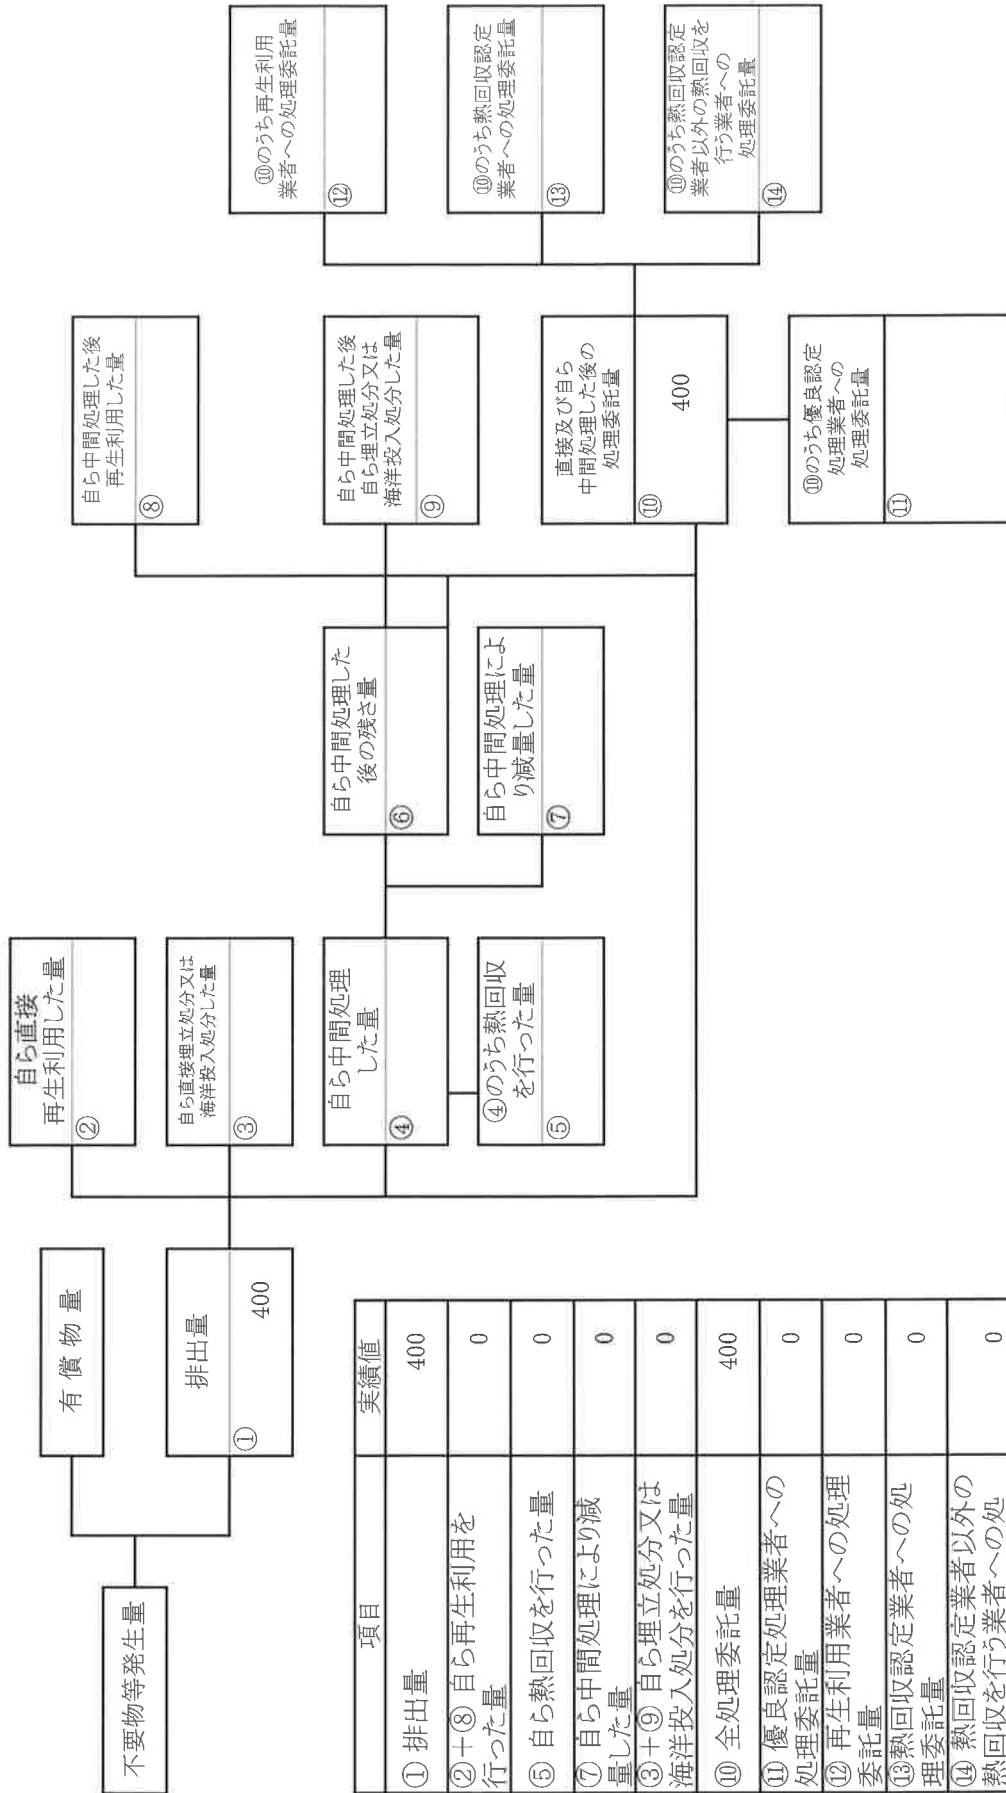 不要物等発生量
有 償 物 量
排出量
①
400
自ら直接
再生利用した量
②
自ら直接埋立処分又は
海洋投入処分した量
③
自ら中間処理
した量
④
④のうち熱回収
を行った量
⑤
自ら中間処理した
後の残さ量
⑥
自ら中間処理によ
り減量した量
⑦
自ら中間処理した後
再生利用した量
⑧
自ら中間処理した後
自ら埋立処分又は
海洋投入処分した量
⑨
直接及び自ら
中間処理した後の
処理委託量
⑩
400
⑩のうち優良認定
処理業者への
処理委託量
⑪
⑩のうち再生利用
業者への処理委託量
⑫
⑩のうち熱回収認定
業者への処理委託量
⑬
⑩のうち熱回収認定
業者以外の熱回収を
行う業者への
処理委託量
⑭
項目 実績値
① 排出量 400
②+⑧ 自ら再生利用を
行った量 0
⑤ 自ら熱回収を行った量 0
⑦ 自ら中間処理により減
量した量 0
③+⑨ 自ら埋立処分又は
海洋投入処分を行った量 0
⑩ 全処理委託量 400
⑪ 優良認定処理業者への
処理委託量 0
⑫ 再生利用業者への処理
委託量 0
⑬熱回収認定業者への処
理委託量 0
⑭ 熱回収認定業者以外の
熱回収を行う業者への処 0